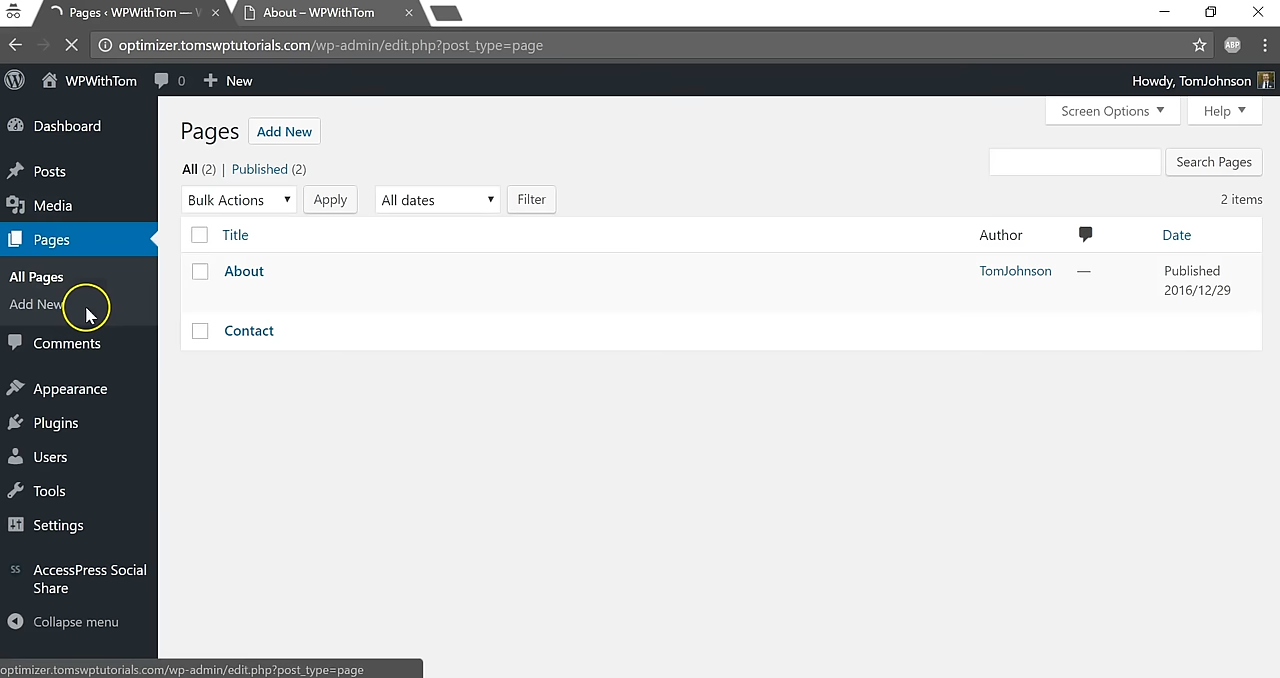 Pages ‹ WPWithTom —
About – WPWithTom
optimizer.tomswptutorials.com/wp-admin/edit.php?post_type=page
ABP
WPWithTom 0 New
Howdy, TomJohnson
Screen Options Help
Dashboard
Posts
Media
Pages
All Pages
Add New
Comments
Appearance
Plugins
Users
Tools
Settings
SS AccessPress Social
Share
Collapse menu
Pages Add New
All (2) | Published (2)
Search Pages
Bulk Actions Apply All dates Filter
2 items
Title Author Date
About TomJohnson — Published
2016/12/29
Contact
optimizer.tomswptutorials.com/wp-admin/edit.php?post_type=page